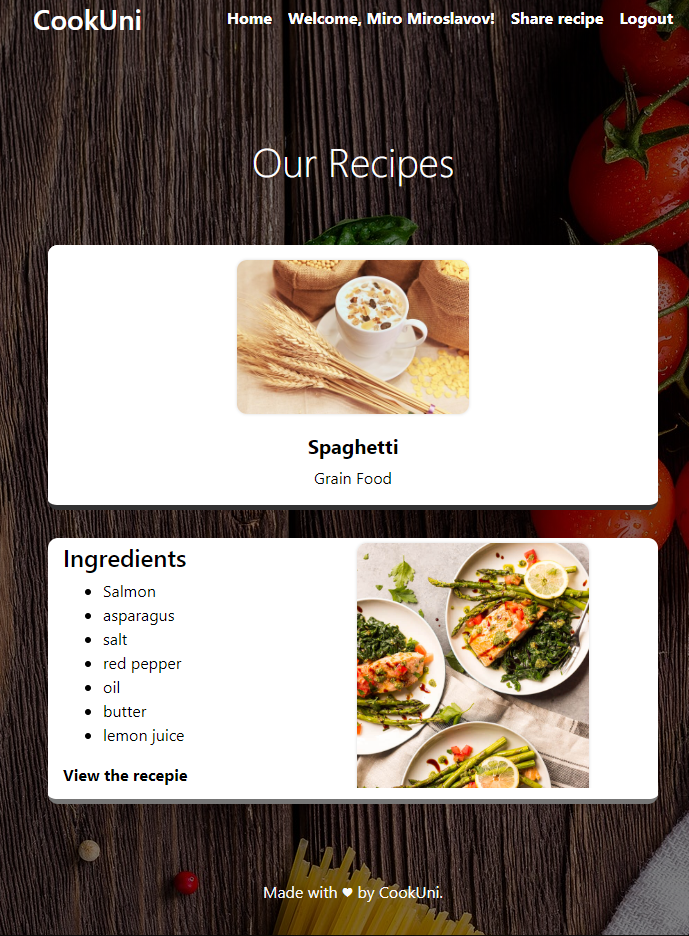 CookUni
Home Welcome, Miro Miroslavov! Share recipe Logout
Our Recipes
Spaghetti
Grain Food
Ingredients
Salmon
asparagus
salt
red pepper
oil
butter
lemon juice
View the recepie
Made with ♥ by CookUni.